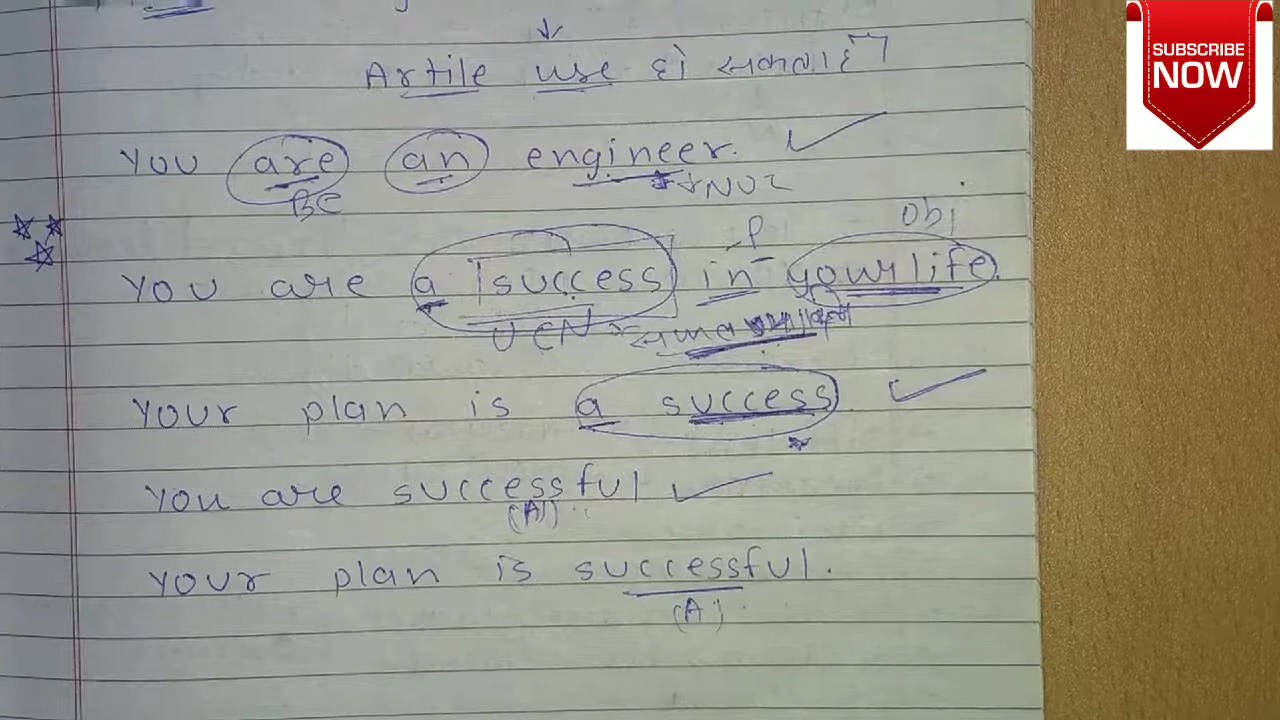 SUBSCRIBE
NOW
Artile use हो सकता है
You are an engineer.
BE
Obj
P
You are a success in your life.
UCN
Your plan is a success.
You are successful
(A)
Your plan is successful.
(A)